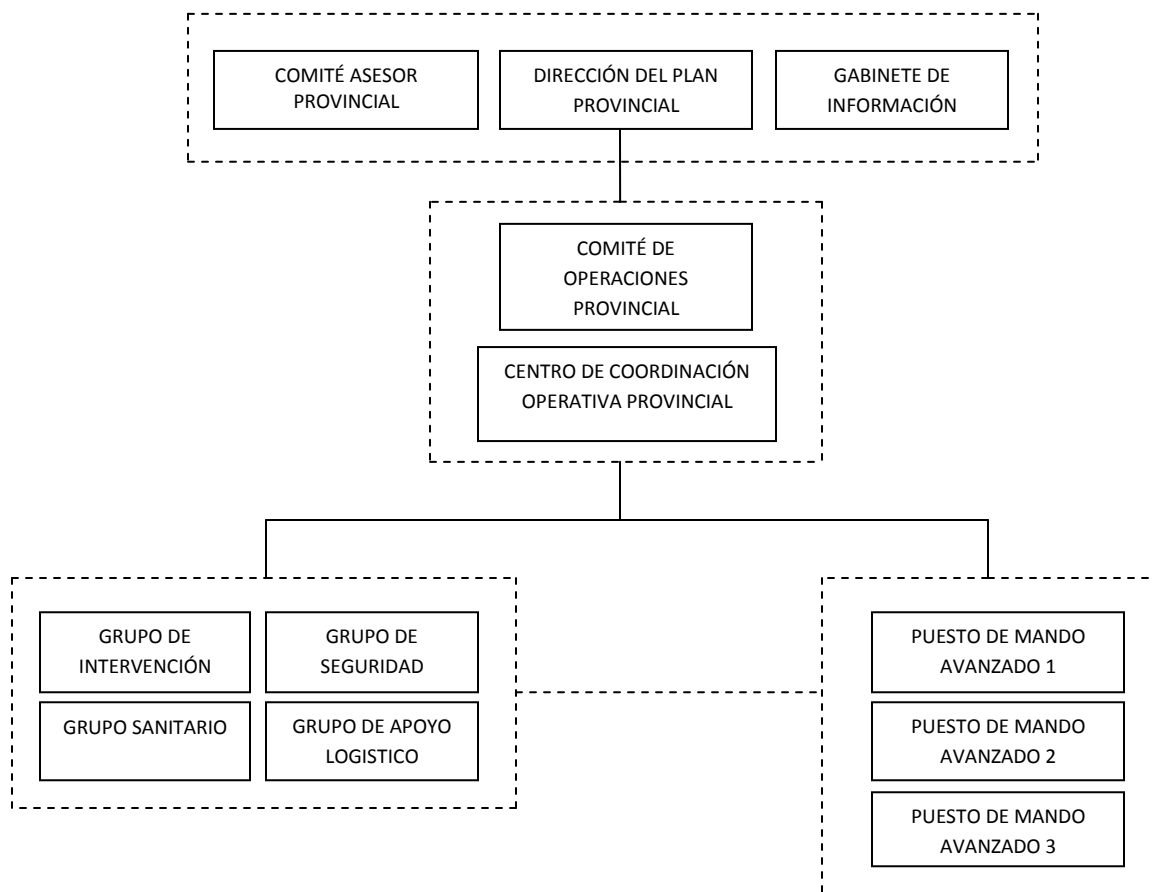 COMITÉ ASESOR
PROVINCIAL
DIRECCIÓN DEL PLAN
PROVINCIAL
GABINETE DE
INFORMACIÓN
COMITÉ DE
OPERACIONES
PROVINCIAL
CENTRO DE COORDINACIÓN
OPERATIVA PROVINCIAL
GRUPO DE
INTERVENCIÓN
GRUPO DE
SEGURIDAD
GRUPO SANITARIO
GRUPO DE APOYO
LOGISTICO
PUESTO DE MANDO
AVANZADO 1
PUESTO DE MANDO
AVANZADO 2
PUESTO DE MANDO
AVANZADO 3